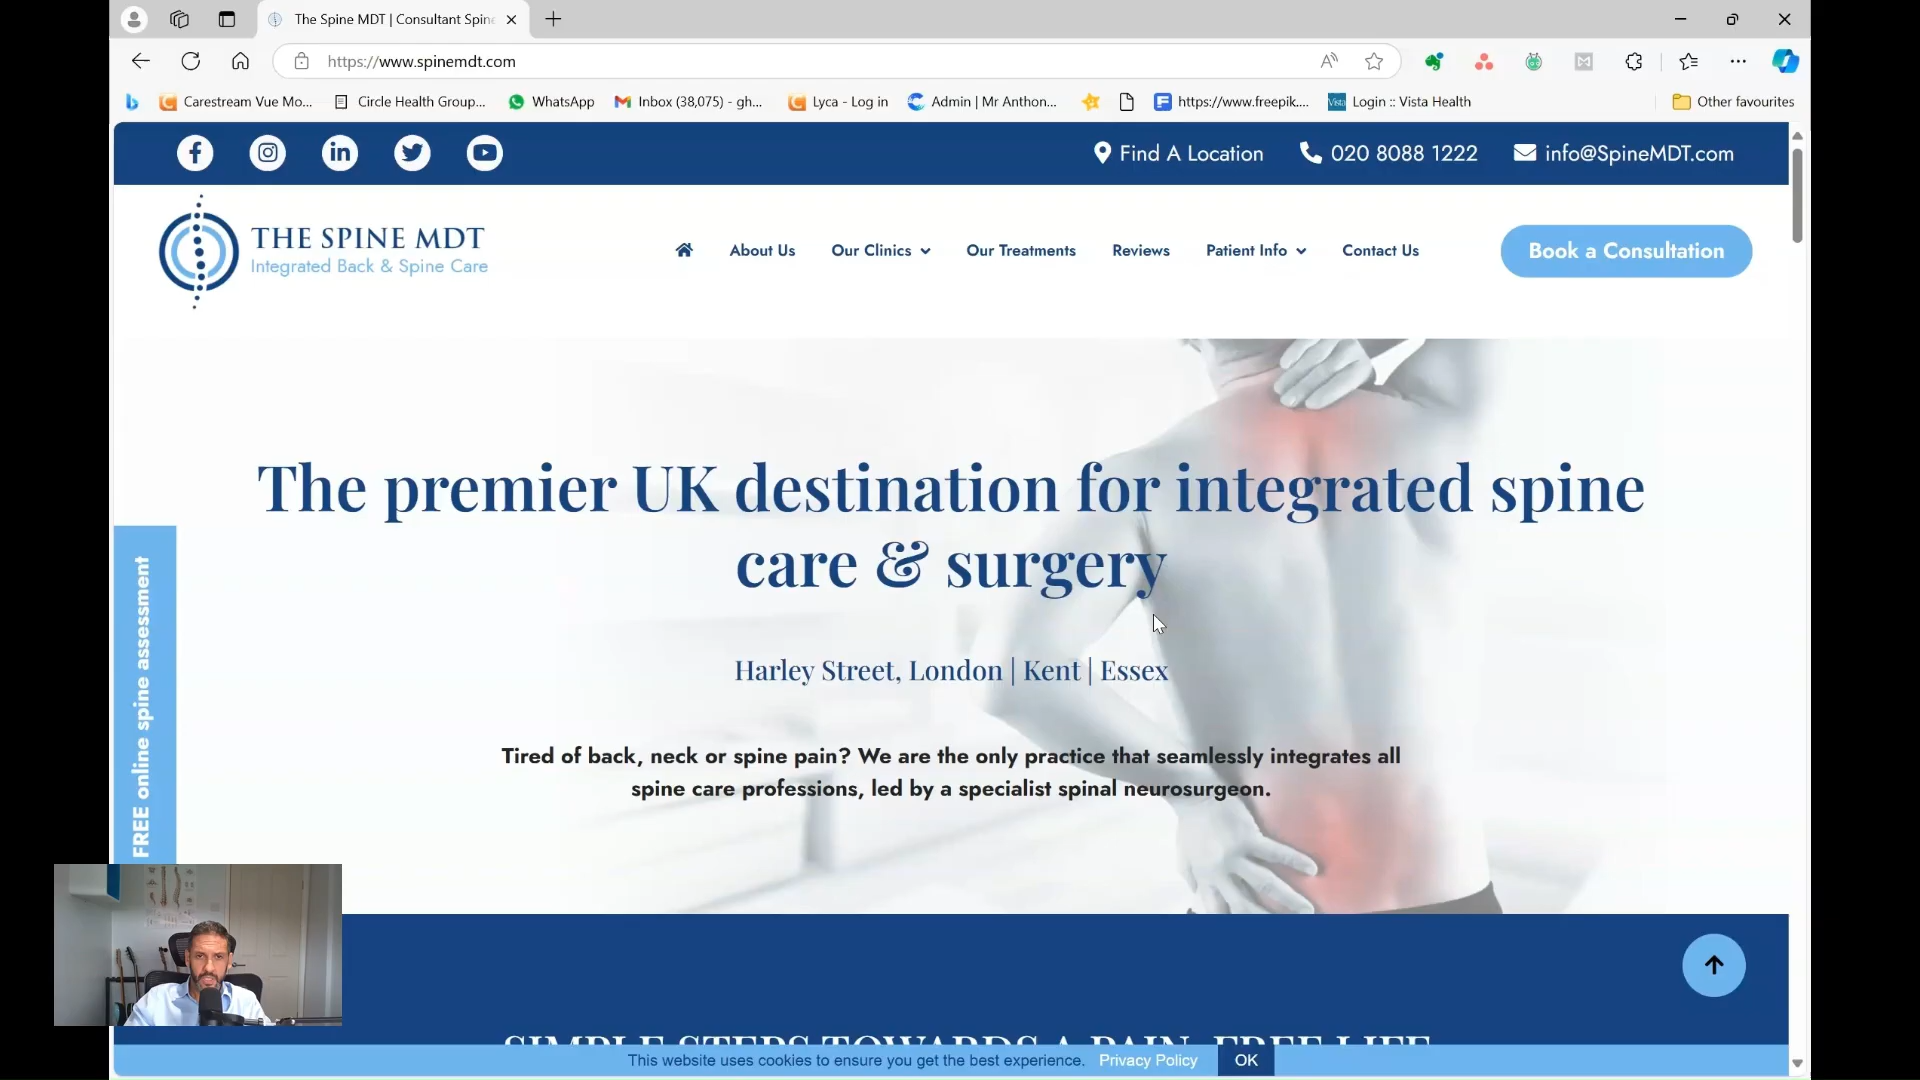 The Spine MDT | Consultant Spin
https://www.spinemdt.com
Carestream Vue Mo...
Circle Health Group...
WhatsApp
Inbox (38,075) - gh...
Lyca - Log in
Admin | Mr Anthon...
https://www.freepik....
Vista
Login :: Vista Health
Other favourites
Find A Location
020 8088 1222
info@SpineMDT.com
THE SPINE MDT
Integrated Back & Spine Care
About Us
Our Clinics
Our Treatments
Reviews
Patient Info
Contact Us
Book a Consultation
The premier UK destination for integrated spine
care & surgery
Harley Street, London | Kent | Essex
Tired of back, neck or spine pain? We are the only practice that seamlessly integrates all
spine care professions, led by a specialist spinal neurosurgeon.
FREE online spine assessment
SIMPLE STEPS TOWARDS A PAIN-FREE LIFE
This website uses cookies to ensure you get the best experience. Privacy Policy
OK